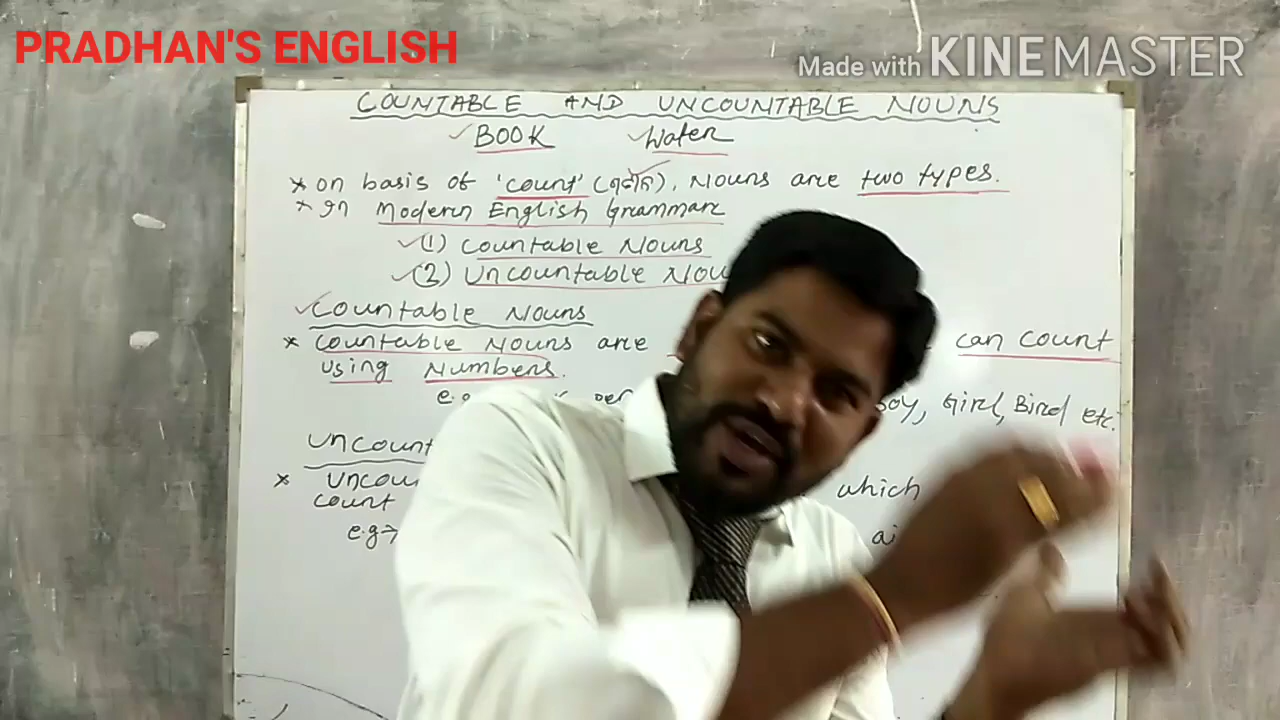 PRADHAN'S ENGLISH
Made with KINEMASTER
COUNTABLE AND UNCOUNTABLE NOUNS
BOOK Water
* on basis of 'count' ( ), Nouns are two types.
* In Modern English Grammar
(1) Countable Nouns
(2) Uncountable Nou
Countable Nouns
* Countable Nouns are can count
using Numbers.
e.g Boy, Girl, Bird etc.
Uncount
* Uncou which
count
e.g→ ai